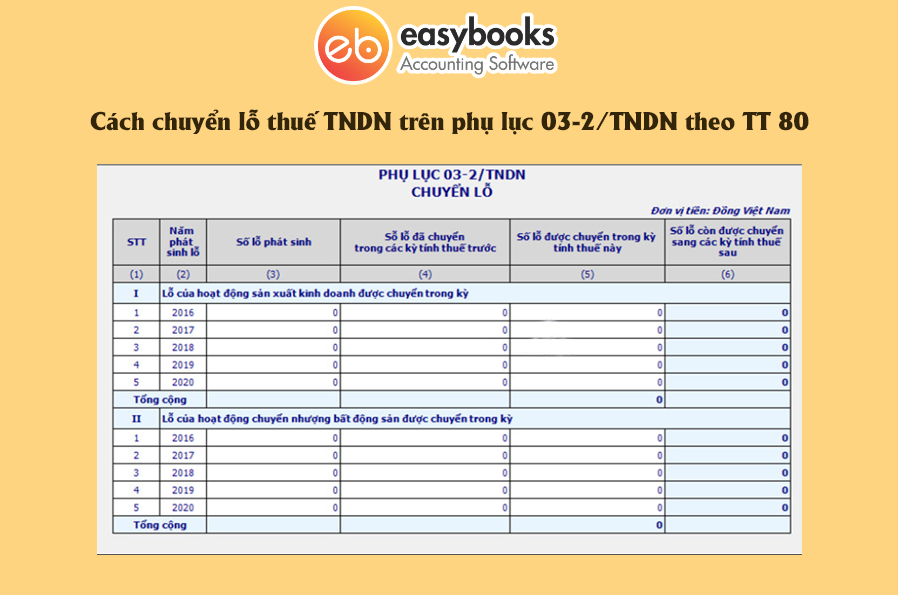 eb easybooks
Accounting Software
Cách chuyển lỗ thuế TNDN trên phụ lục 03-2/TNDN theo TT 80
PHỤ LỤC 03-2/TNDN
CHUYỂN LỖ
Đơn vị tiền: Đồng Việt Nam
STT Năm phát sinh lỗ Số lỗ phát sinh Số lỗ đã chuyển trong các kỳ tính thuế trước Số lỗ được chuyển trong kỳ tính thuế này Số lỗ còn được chuyển sang các kỳ tính thuế sau
(1) (2) (3) (4) (5) (6)
I Lỗ của hoạt động sản xuất kinh doanh được chuyển trong kỳ
1 2016 0 0 0 0
2 2017 0 0 0 0
3 2018 0 0 0 0
4 2019 0 0 0 0
5 2020 0 0 0 0
Tổng cộng 0
II Lỗ của hoạt động chuyển nhượng bất động sản được chuyển trong kỳ
1 2016 0 0 0 0
2 2017 0 0 0 0
3 2018 0 0 0 0
4 2019 0 0 0 0
5 2020 0 0 0 0
Tổng cộng 0